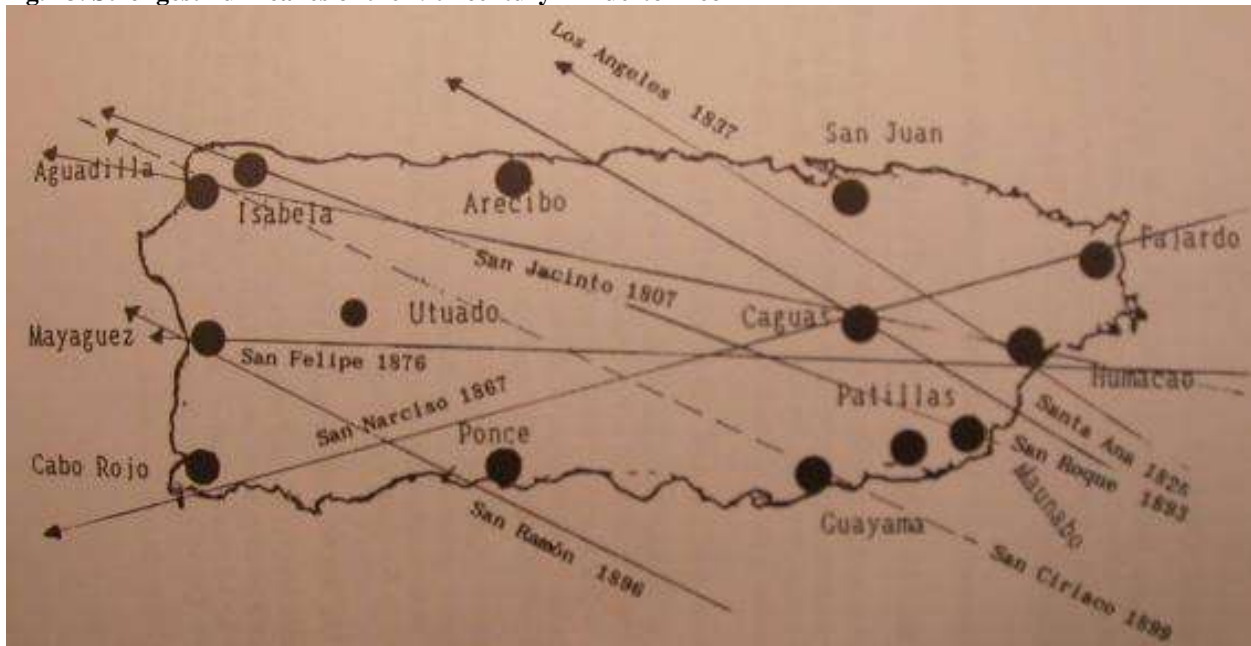 Los Angeles 1837
San Juan
Aguadilla
Isabela
Arecibo
Fajardo
San Jacinto 1807
Utuado
Caguas
Mayaguez
San Felipe 1876
Humacao
San Narciso 1867
Patillas
Ponce
Santa Ana 1825
San Roque 1893
Cabo Rojo
Maunabo
Guayama
San Ramón 1896
San Ciriaco 1899